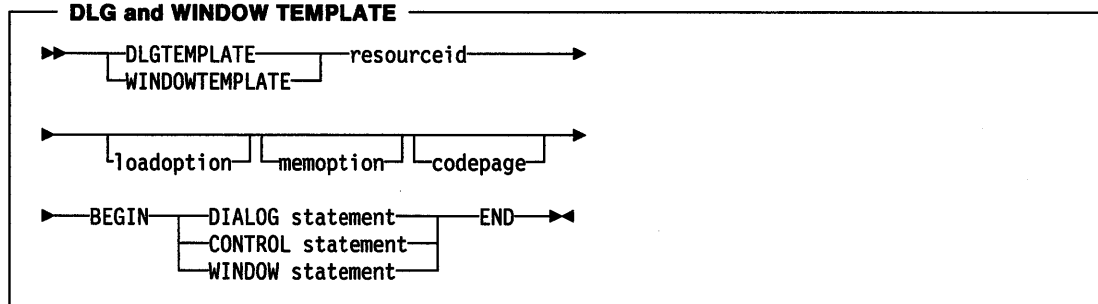 DLG and WINDOW TEMPLATE
DLGTEMPLATE resourceid
WINDOWTEMPLATE
loadoption memoption codepage
BEGIN DIALOG statement END
CONTROL statement
WINDOW statement